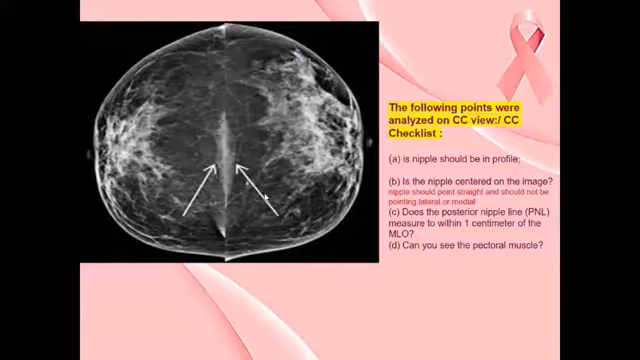 The following points were
analyzed on CC view:/ CC
Checklist :
(a) is nipple should be in profile;
(b) Is the nipple centered on the image?
nipple should point straight and should not be
pointing lateral or medial
(c) Does the posterior nipple line (PNL)
measure to within 1 centimeter of the
MLO?
(d) Can you see the pectoral muscle?